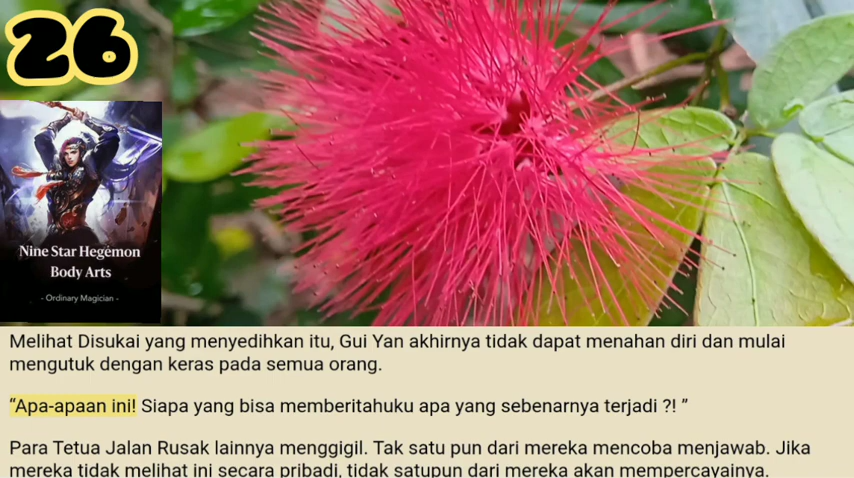 26
Nine Star Hegemon
Body Arts
- Ordinary Magician -
Melihat Disukai yang menyedihkan itu, Gui Yan akhirnya tidak dapat menahan diri dan mulai
mengutuk dengan keras pada semua orang.
“Apa-apaan ini! Siapa yang bisa memberitahuku apa yang sebenarnya terjadi ?! ”
Para Tetua Jalan Rusak lainnya menggigil. Tak satu pun dari mereka mencoba menjawab. Jika
mereka tidak melihat ini secara pribadi, tidak satupun dari mereka akan mempercayainya.